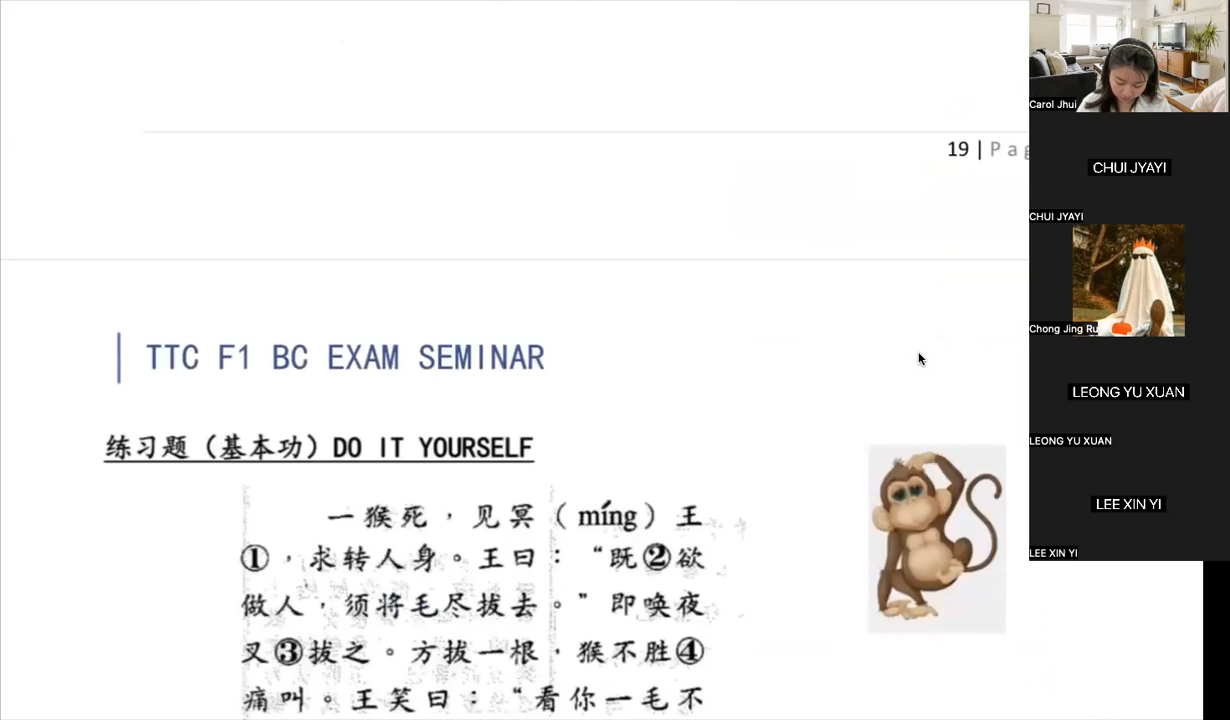 19 | Pag
TTC F1 BC EXAM SEMINAR
练习题（基本功）DO IT YOURSELF
一猴死，见冥（míng）王
①，求转人身。王曰：“既②欲
做人，须将毛尽拔去。”即唤夜
叉③拔之。方拔一根，猴不胜④
痛叫。王笑曰：“看你一毛不
Carol Jhui
CHUI JYAYI
CHUI JYAYI
Chong Jing Ru
LEONG YU XUAN
LEONG YU XUAN
LEE XIN YI
LEE XIN YI